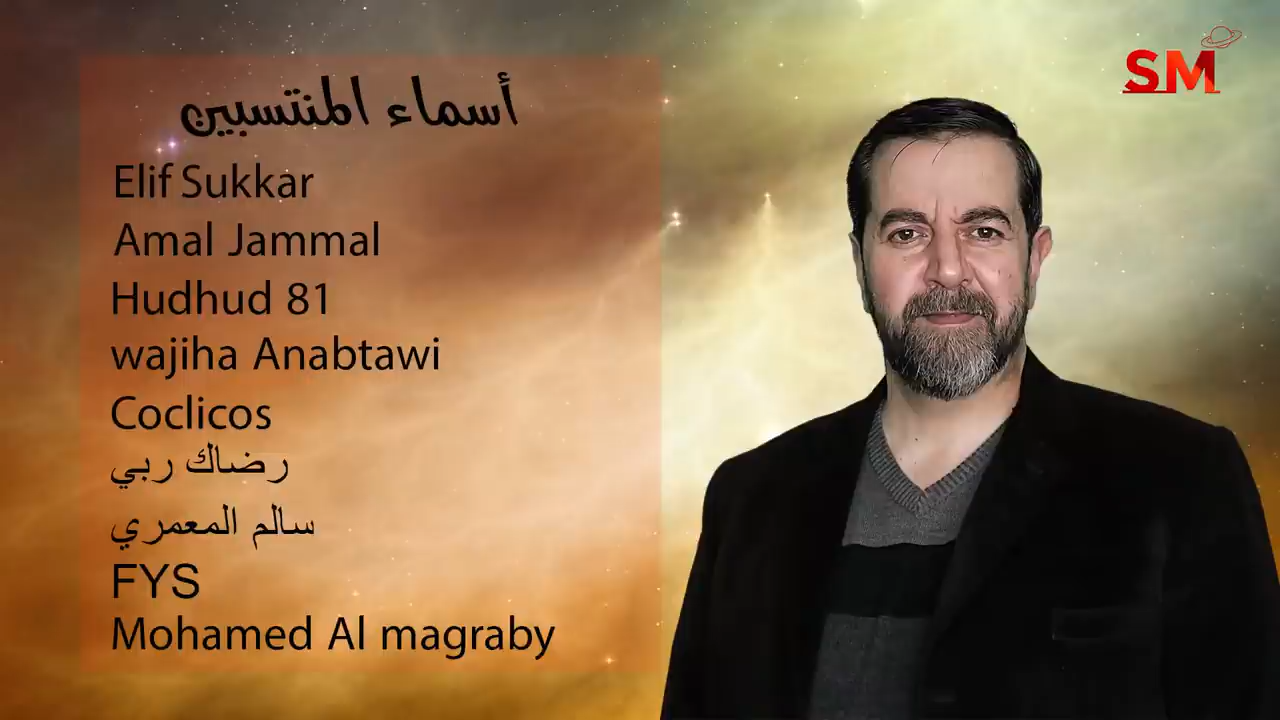 SM
أسماء المنتسبين
Elif Sukkar
Amal Jammal
Hudhud 81
wajiha Anabtawi
Coclicos
رضاك ربي
سالم المعمري
FYS
Mohamed Al magraby